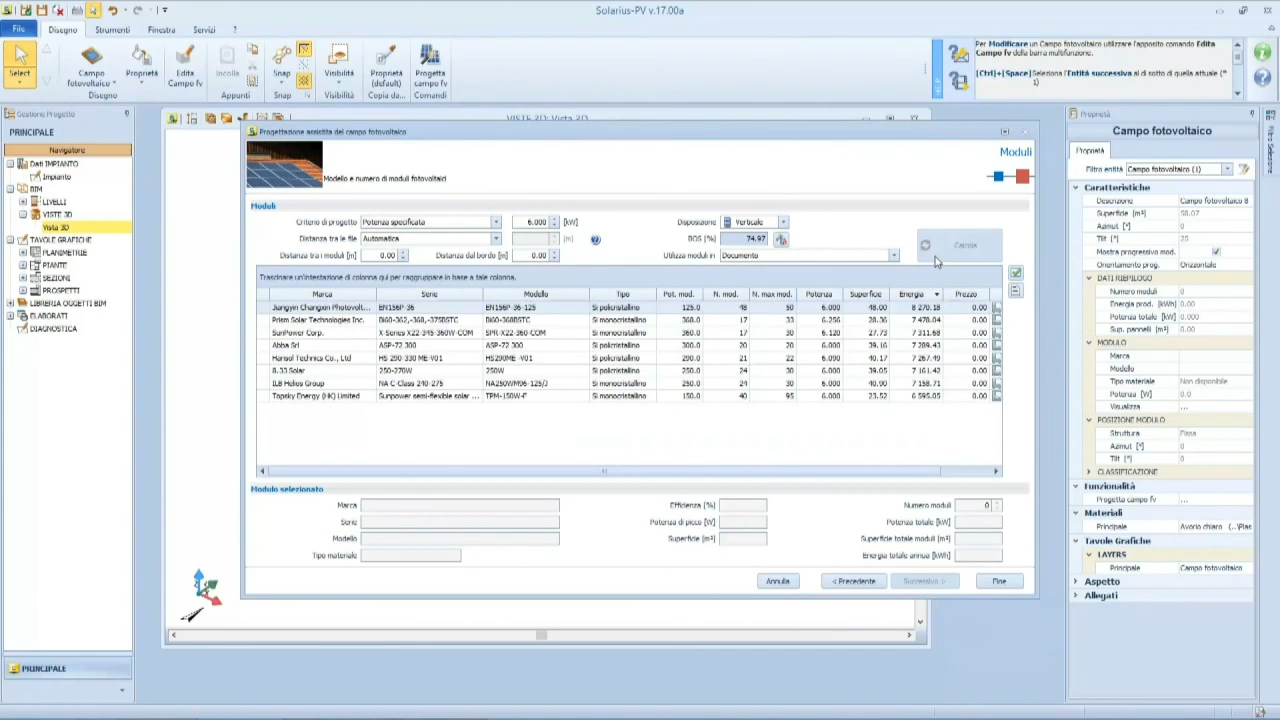 Solarius-PV v.17.00a
File Disegno Strumenti Finestra Servizi ?
Select Campo fotovoltaico Proprietà Edita Campo fv Incolla Snap Visibilità Proprietà (default) Progetta campo fv
Disegno Appunti Snap Visibilità Copia da... Comandi
Per Modificare un Campo fotovoltaico utilizzare l'apposito comando Edita Campo fv della barra multifunzione.
[Ctrl]+[Space]Seleziona l'Entità successiva al di sotto di quella attuale (* 1)
Gestione Progetto
PRINCIPALE
Navigatore
Dati IMPIANTO
Impianto
BIM
LIVELLI
VISTE 3D
Vista 3D
TAVOLE GRAFICHE
PLANIMETRIE
PIANTE
SEZIONI
PROSPETTI
LIBRERIA OGGETTI BIM
ELABORATI
DIAGNOSTICA
PRINCIPALE
VISTE 3D: Vista 3D
Progettazione assistita del campo fotovoltaico
Moduli
Modello e numero di moduli fotovoltaici
Moduli
Criterio di progetto Potenza specificata 6.000 [kW] Disposizione Verticale
Distanza tra le file Automatica [m] BOS [%] 74.97
Distanza tra i moduli [m] 0.00 Distanza dal bordo [m] 0.00 Utilizza moduli in Documento
Calcola
Trascinare un'intestazione di colonna qui per raggruppare in base a tale colonna
Marca Serie Modello Tipo Pot. mod. N. mod. N. max mod. Potenza Superficie Energia Prezzo
Jiangyin Changxin Photovolt... EN156P-36 EN156P-36-125 Si policristallino 125.0 48 50 6.000 48.00 8 270.18 0.00
Prism Solar Technologies Inc. Bi60-362,-368,-375BSTC Bi60-368BSTC Si monocristallino 368.0 17 33 6.256 28.36 7 478.04 0.00
SunPower Corp. X-Series X22-345-360W-COM SPR-X22-360-COM Si monocristallino 360.0 17 30 6.120 27.73 7 311.68 0.00
Abba Srl ASP-72 300 ASP-72 300 Si policristallino 300.0 20 20 6.000 39.16 7 289.43 0.00
Hansol Technics Co., Ltd HS 290-330 ME-V01 HS290ME -V01 Si policristallino 290.0 21 22 6.090 40.17 7 267.49 0.00
8.33 Solar 250-270W 250W Si monocristallino 250.0 24 30 6.000 39.05 7 161.42 0.00
ILB Helios Group NA C-Class 240-275 NA250WM96-125/J Si monocristallino 250.0 24 30 6.000 40.90 7 158.71 0.00
Topsky Energy (HK) Limited Sunpower semi-flexible solar ... TPM-150W-F Si monocristallino 150.0 40 95 6.000 23.52 6 595.05 0.00
Modulo selezionato
Marca Efficienza [%] Numero moduli 0
Serie Potenza di picco [W] Potenza totale [kW]
Modello Superficie [m²] Superficie totale moduli [m²]
Tipo materiale Energia totale annua [kWh]
Annulla < Precedente Successivo > Fine
Proprietà
Campo fotovoltaico
Proprietà
Filtro entità Campo fotovoltaico (1)
Caratteristiche
Descrizione Campo fotovoltaico 8
Superficie [m²] 58.07
Azimut [°] 0
Tilt [°] 25
Mostra progressivo mod.
Orientamento prog. Orizzontale
DATI RIEPILOGO
Numero moduli 0
Energia prod. [kWh] 0.00
Potenza totale [kW] 0.000
Sup. pannelli [m²] 0.00
MODULO
Marca
Modello
Tipo materiale Non disponibile
Potenza [W] 0.0
Visualizza ...
POSIZIONE MODULO
Struttura Fissa
Azimut [°] 0
Tilt [°] 0
CLASSIFICAZIONE
Funzionalità
Progetta campo fv ...
Materiali
Principale Avorio chiaro (..\Plas
Tavole Grafiche
LAYERS
Principale Campo fotovoltaico
Aspetto
Allegati
Filtro Selezione